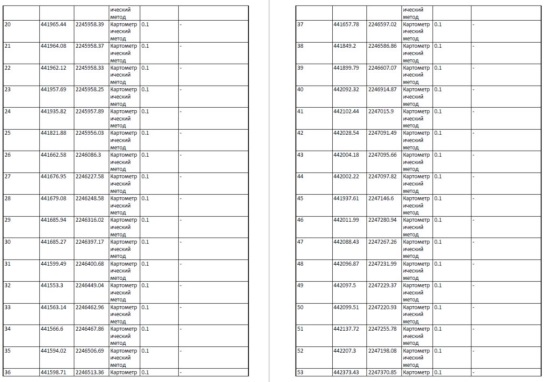 ический
метод
20 441965.44 2245958.39 Картометр 0.1 -
ический
метод
21 441964.08 2245958.37 Картометр 0.1 -
ический
метод
22 441962.12 2245958.33 Картометр 0.1 -
ический
метод
23 441957.69 2245958.25 Картометр 0.1 -
ический
метод
24 441935.82 2245957.89 Картометр 0.1 -
ический
метод
25 441821.88 2245956.03 Картометр 0.1 -
ический
метод
26 441662.58 2246086.3 Картометр 0.1 -
ический
метод
27 441676.95 2246227.58 Картометр 0.1 -
ический
метод
28 441679.08 2246248.58 Картометр 0.1 -
ический
метод
29 441685.94 2246316.02 Картометр 0.1 -
ический
метод
30 441685.27 2246397.17 Картометр 0.1 -
ический
метод
31 441599.49 2246400.68 Картометр 0.1 -
ический
метод
32 441553.3 2246449.04 Картометр 0.1 -
ический
метод
33 441563.14 2246462.96 Картометр 0.1 -
ический
метод
34 441566.6 2246467.86 Картометр 0.1 -
ический
метод
35 441594.02 2246506.69 Картометр 0.1 -
ический
метод
36 441598.71 2246513.36 Картометр 0.1 -
ический
метод
37 441657.78 2246597.02 Картометр 0.1 -
ический
метод
38 441849.2 2246586.86 Картометр 0.1 -
ический
метод
39 441899.79 2246607.07 Картометр 0.1 -
ический
метод
40 442092.32 2246914.87 Картометр 0.1 -
ический
метод
41 442102.44 2247015.9 Картометр 0.1 -
ический
метод
42 442028.54 2247091.49 Картометр 0.1 -
ический
метод
43 442004.18 2247095.66 Картометр 0.1 -
ический
метод
44 442002.22 2247097.82 Картометр 0.1 -
ический
метод
45 441937.61 2247146.6 Картометр 0.1 -
ический
метод
46 442011.99 2247280.94 Картометр 0.1 -
ический
метод
47 442088.43 2247267.26 Картометр 0.1 -
ический
метод
48 442096.67 2247231.99 Картометр 0.1 -
ический
метод
49 442097.5 2247229.37 Картометр 0.1 -
ический
метод
50 442099.51 2247220.93 Картометр 0.1 -
ический
метод
51 442137.72 2247255.78 Картометр 0.1 -
ический
метод
52 442207.3 2247198.08 Картометр 0.1 -
ический
метод
53 442373.43 2247370.85 Картометр 0.1 -